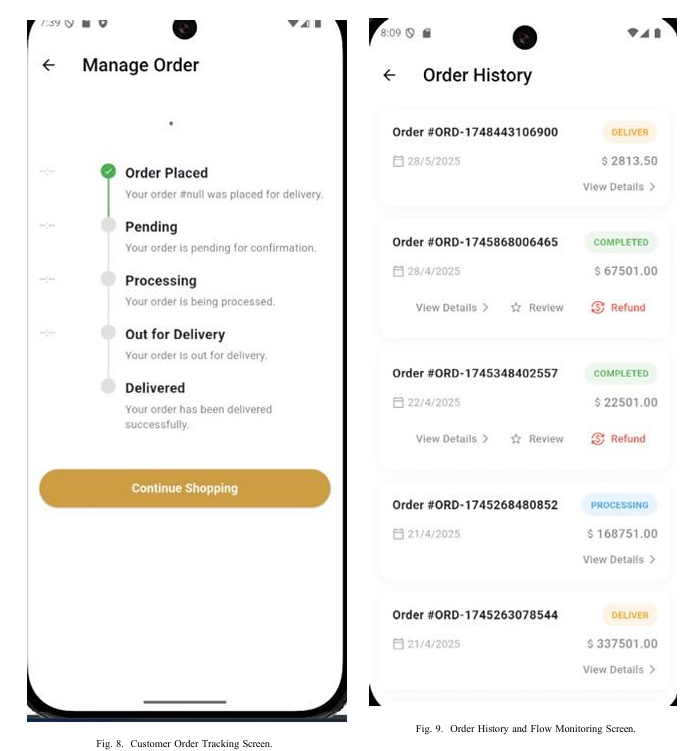 7:39
Manage Order
--:--
Order Placed
Your order #null was placed for delivery.
--:--
Pending
Your order is pending for confirmation.
--:--
Processing
Your order is being processed.
--:--
Out for Delivery
Your order is out for delivery.
Delivered
Your order has been delivered
successfully.
Continue Shopping
Fig. 8. Customer Order Tracking Screen.
8:09
Order History
Order #ORD-1748443106900 DELIVER
28/5/2025 $ 2813.50
View Details >
Order #ORD-1745868006465 COMPLETED
28/4/2025 $ 67501.00
View Details > Review Refund
Order #ORD-1745348402557 COMPLETED
22/4/2025 $ 22501.00
View Details > Review Refund
Order #ORD-1745268480852 PROCESSING
21/4/2025 $ 168751.00
View Details >
Order #ORD-1745263078544 DELIVER
21/4/2025 $ 337501.00
View Details >
Fig. 9. Order History and Flow Monitoring Screen.